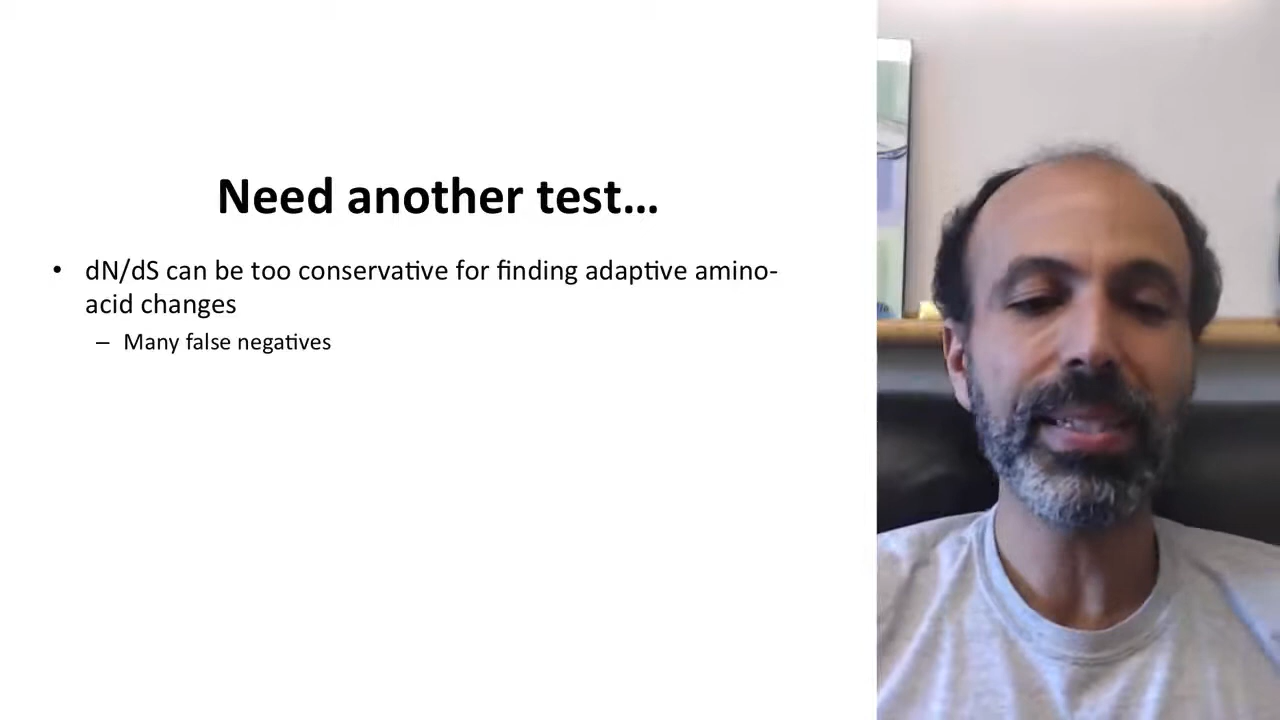 Need another test...
• dN/dS can be too conservative for finding adaptive amino-
acid changes
– Many false negatives